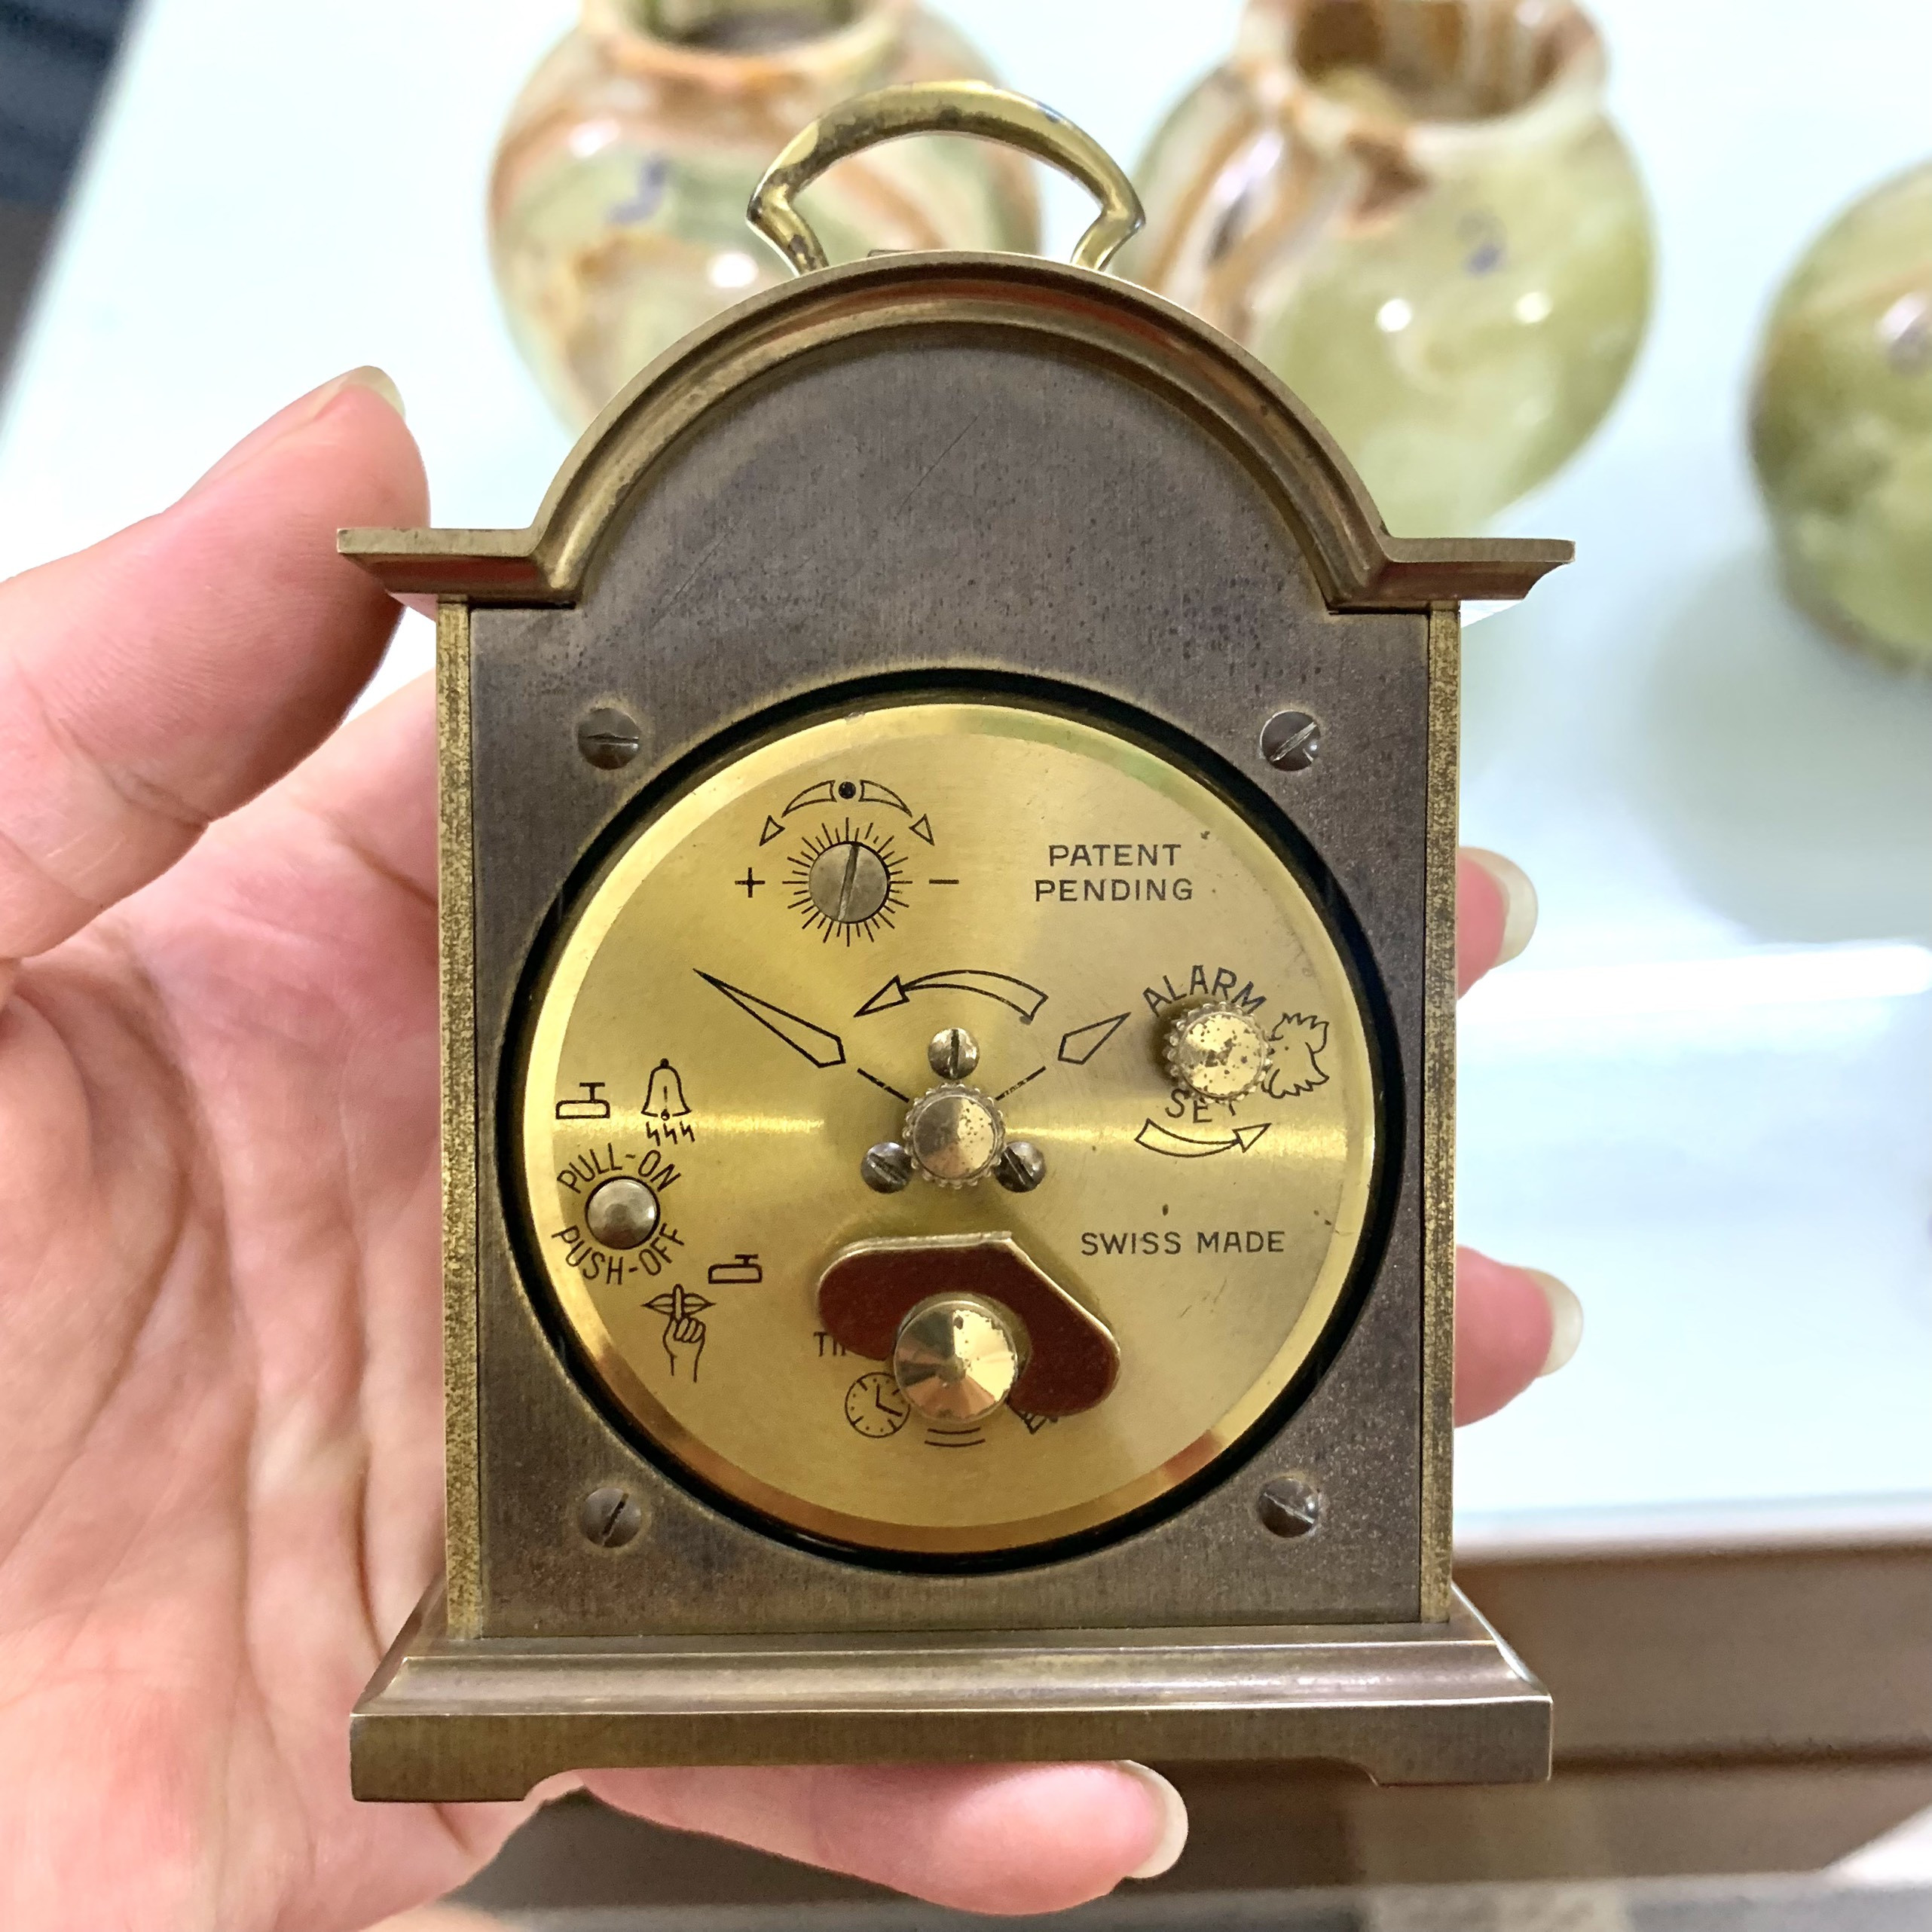 + −
PATENT
PENDING
ALARM
SET
PULL-ON
PUSH-OFF
SWISS MADE